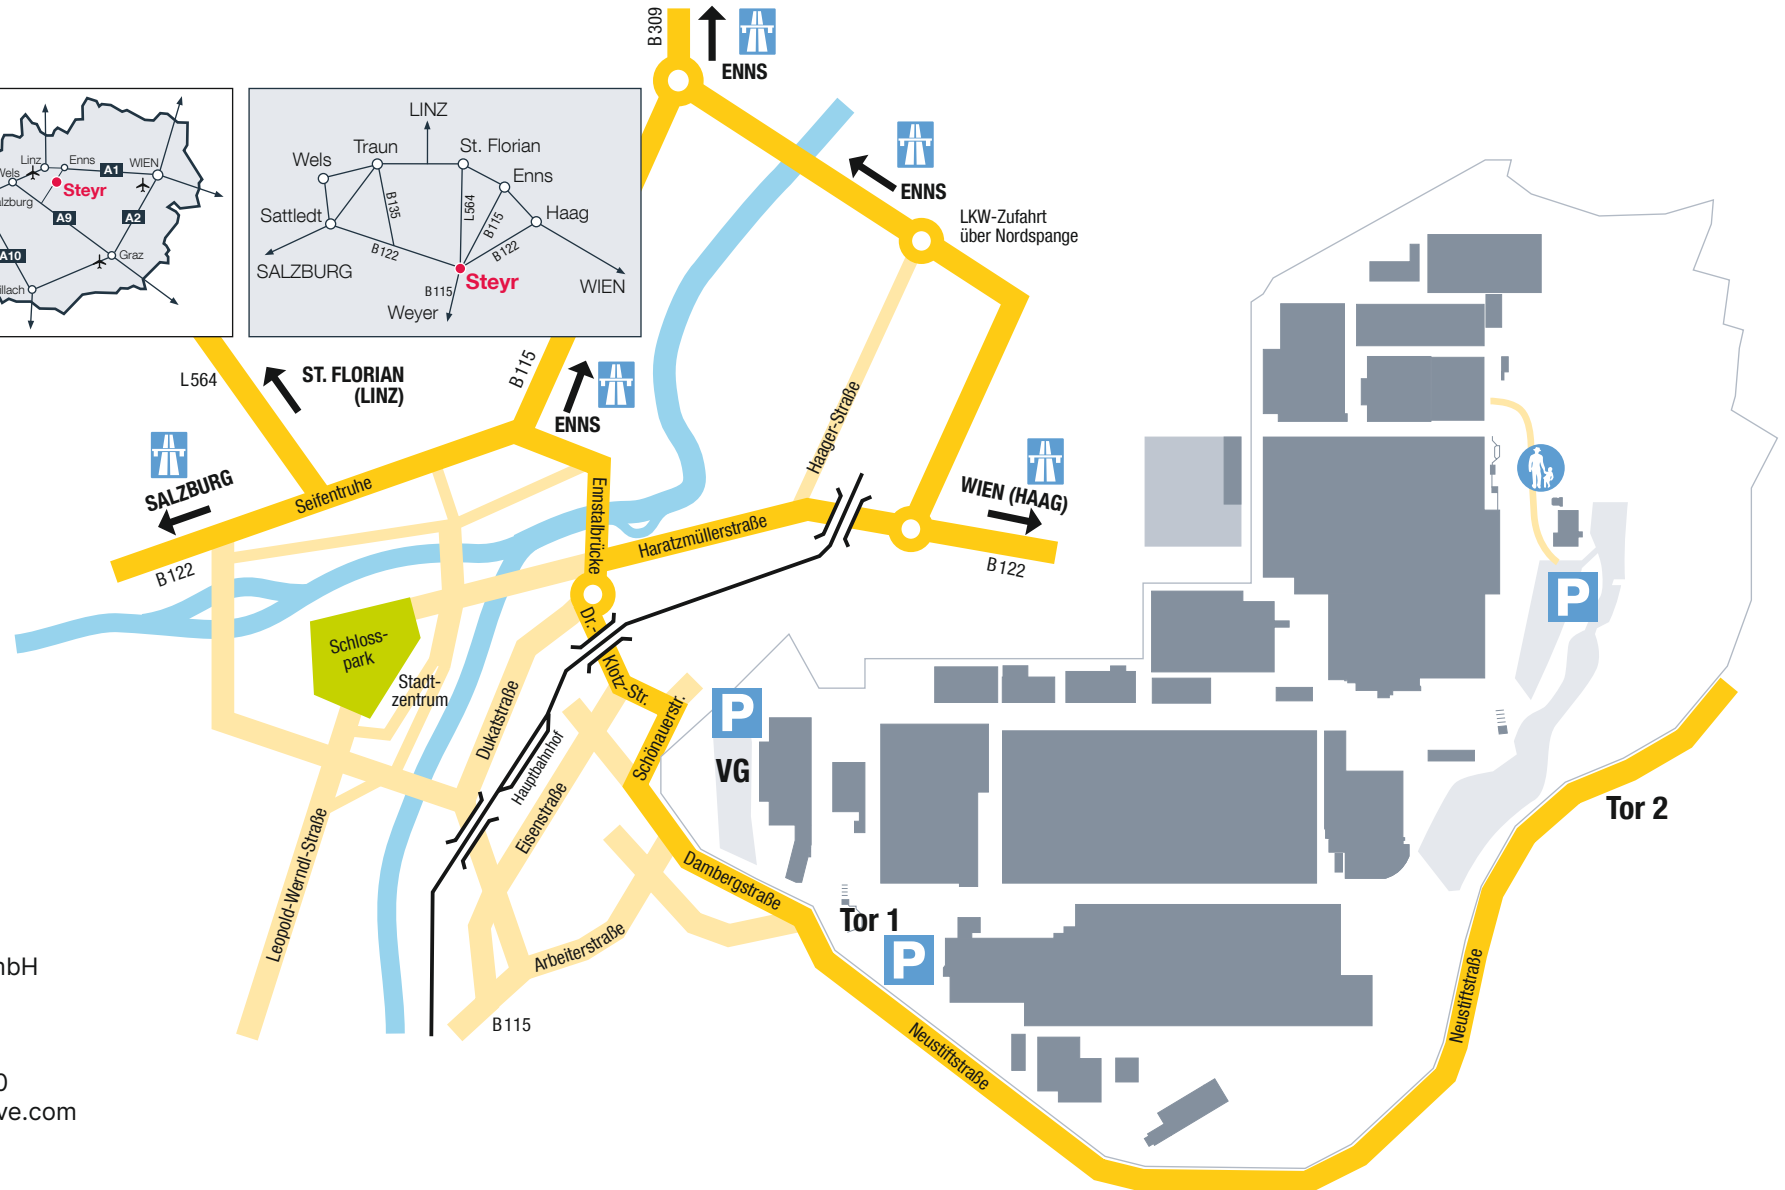 B309
ENNS
ENNS
LKW-Zufahrt
über Nordspange
Linz
Enns
A1
WIEN
Steyr
A9
A2
Graz
A10
LINZ
Traun
St. Florian
Wels
Enns
Sattledt
B135
L564
B115
Haag
B122
B122
SALZBURG
Steyr
WIEN
B115
Weyer
L564
ST. FLORIAN
(LINZ)
B115
ENNS
SALZBURG
Seifentruhe
B122
Ennstalbrücke
Haratzmüllerstraße
Haager-Straße
WIEN (HAAG)
B122
Schloss-
park
Stadt-
zentrum
Dr.-
Klotz-Str.
Schönauerstr.
Dukatstraße
Hauptbahnhof
Eisenstraße
Leopold-Werndl-Straße
Arbeiterstraße
B115
Dambergstraße
P
VG
Tor 1
P
P
Tor 2
Neustiftstraße
Neustiftstraße
mbH
0
ve.com